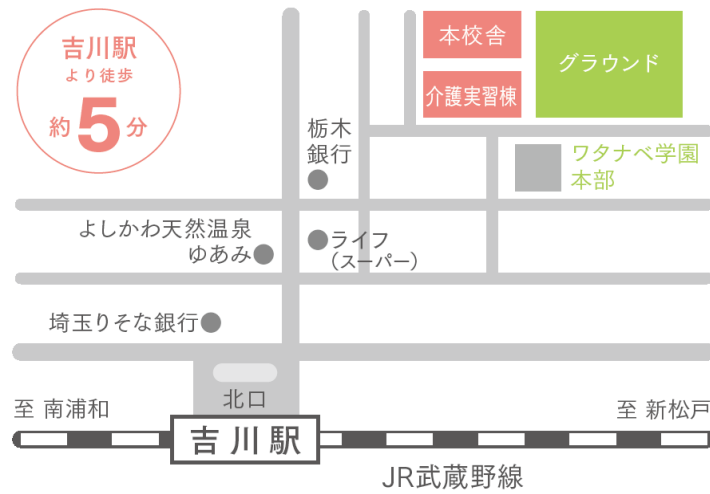 吉川駅
より徒歩
約5分
本校舎
介護実習棟
グラウンド
栃木
銀行
ワタナベ学園
本部
よしかわ天然温泉
ゆあみ
ライフ
（スーパー）
埼玉りそな銀行
北口
至 南浦和
至 新松戸
吉川駅
JR武蔵野線